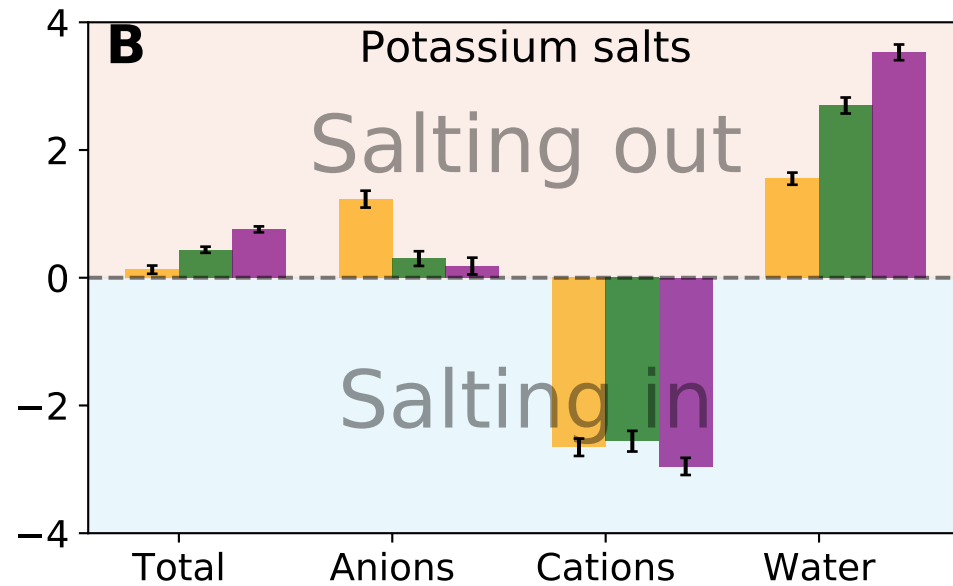 4
B
Potassium salts
Salting out
2
0
Salting in
−2
−4
Total Anions Cations Water